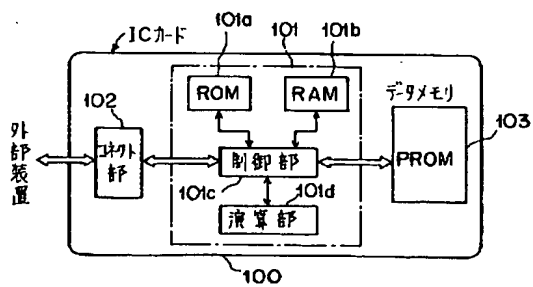 101a
101
101b
ICカード
102
ROM
RAM
データメモリ
103
外部装置
コネクト部
制御部
PROM
101c
101d
演算部
100